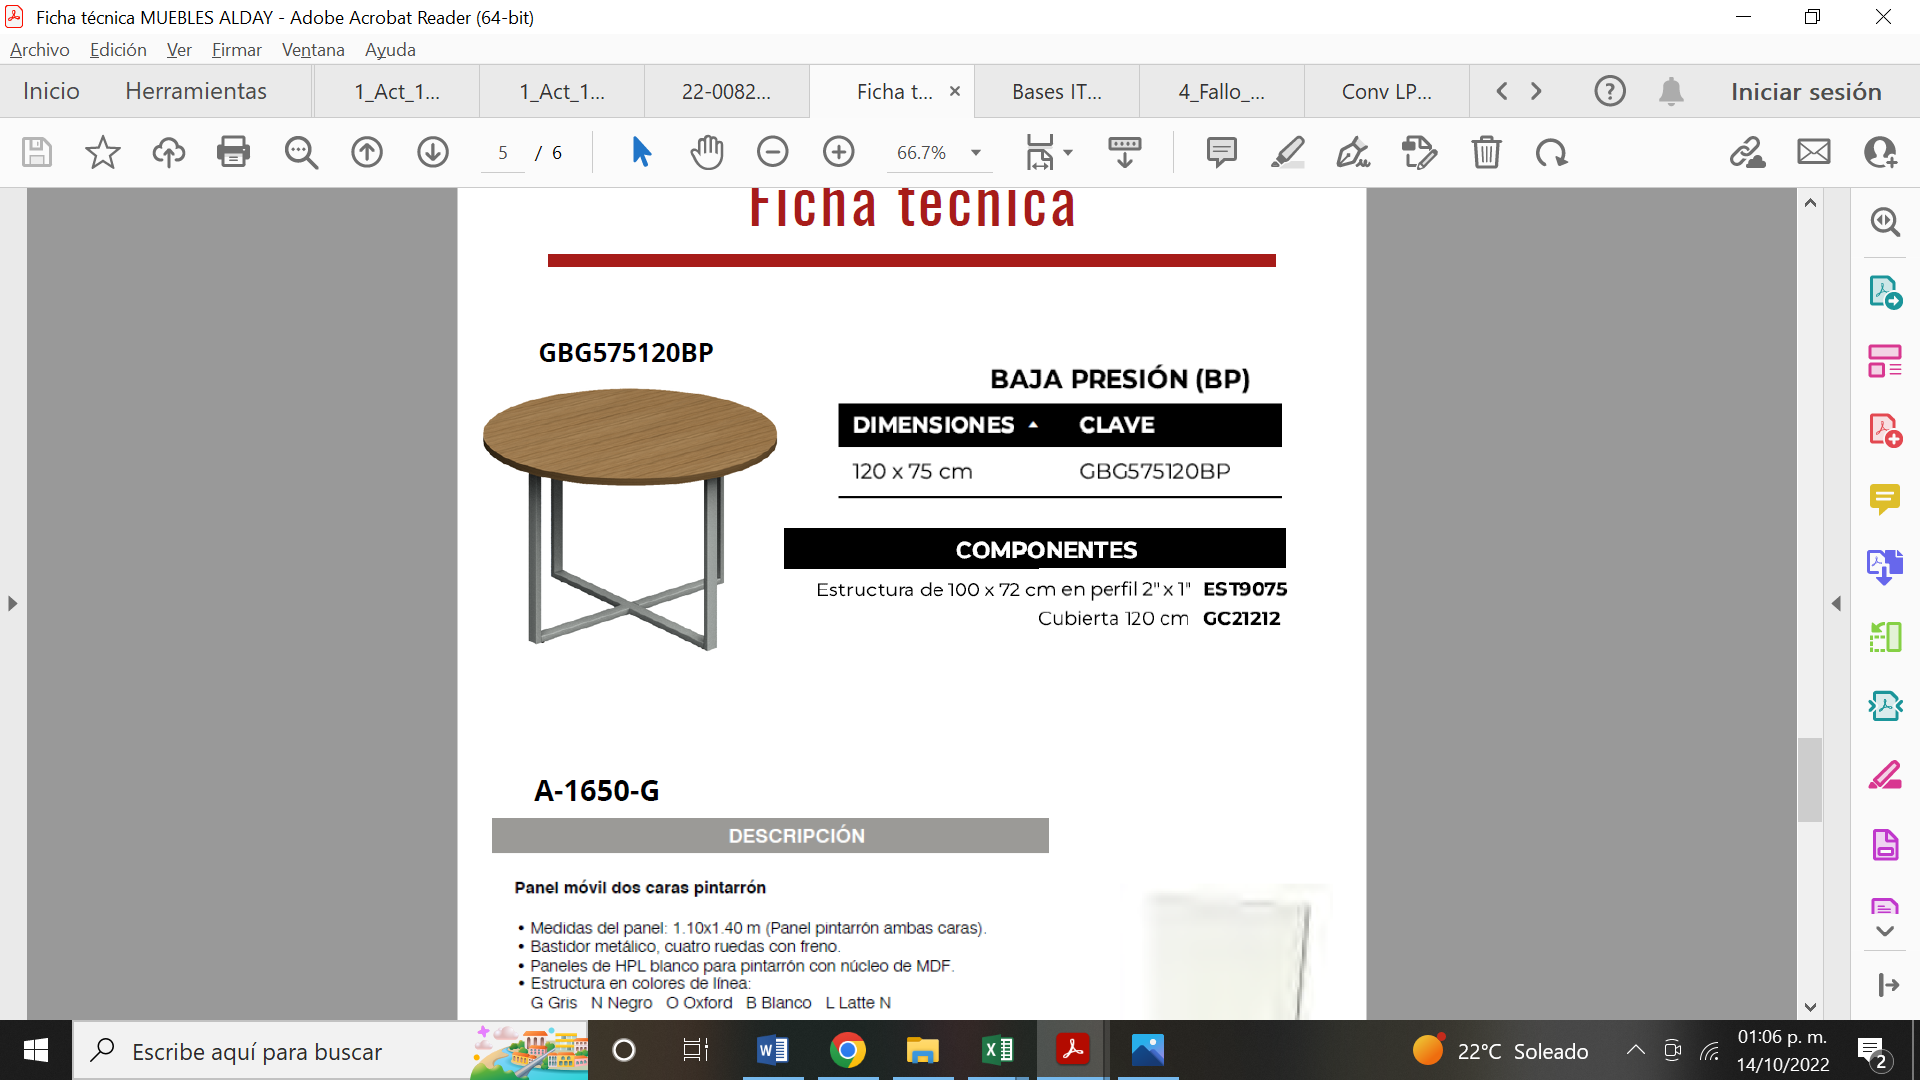 Ficha técnica MUEBLES ALDAY - Adobe Acrobat Reader (64-bit)
Archivo Edición Ver Firmar Ventana Ayuda
Inicio Herramientas 1_Act_1... 1_Act_1... 22-0082... Ficha t... Bases IT... 4_Fallo_... Conv LP... Iniciar sesión
5 / 6 66.7%
Ficha técnica
GBG575120BP
BAJA PRESIÓN (BP)
DIMENSIONES CLAVE
120 x 75 cm GBG575120BP
COMPONENTES
Estructura de 100 x 72 cm en perfil 2" x 1" EST9075
Cubierta 120 cm GC21212
A-1650-G
DESCRIPCIÓN
Panel móvil dos caras pintarrón
• Medidas del panel: 1.10x1.40 m (Panel pintarrón ambas caras).
• Bastidor metálico, cuatro ruedas con freno.
• Paneles de HPL blanco para pintarrón con núcleo de MDF.
• Estructura en colores de línea:
G Gris N Negro O Oxford B Blanco L Latte N
Escribe aquí para buscar
22°C Soleado
01:06 p. m.
14/10/2022
2